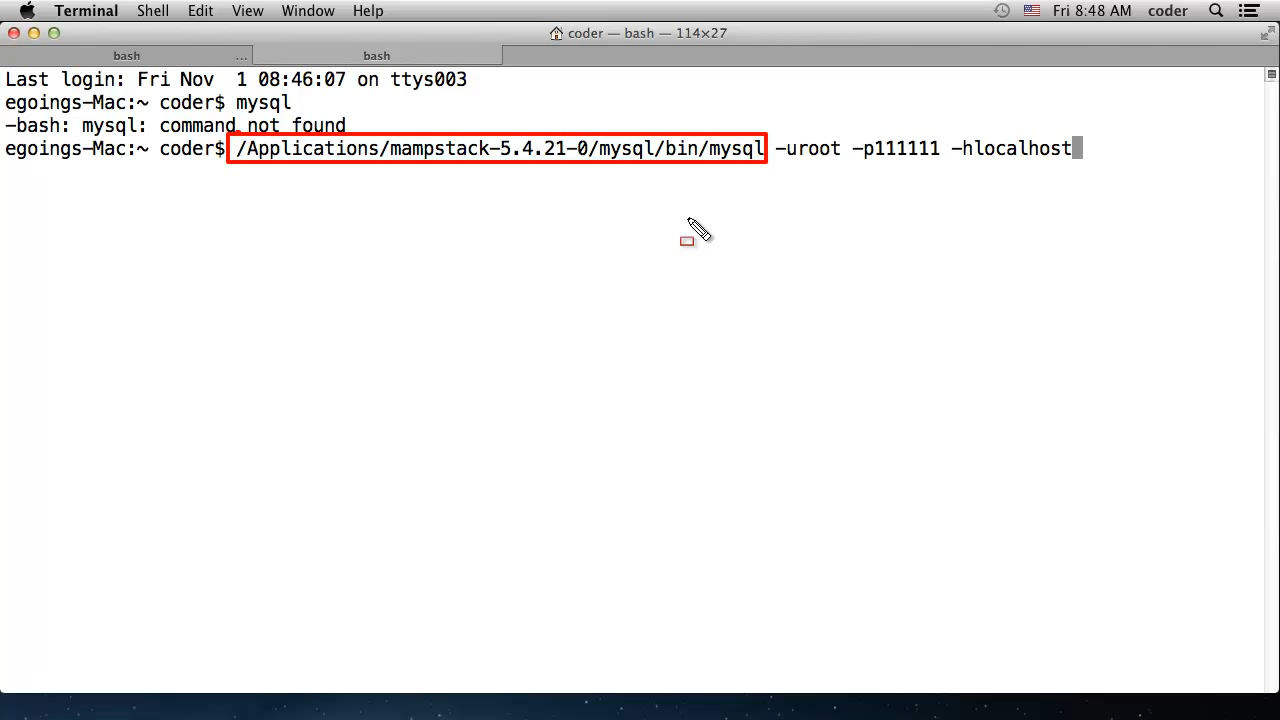 Terminal Shell Edit View Window Help Fri 8:48 AM coder
coder — bash — 114×27
bash ... bash
Last login: Fri Nov  1 08:46:07 on ttys003
egoings-Mac:~ coder$ mysql
-bash: mysql: command not found
egoings-Mac:~ coder$ /Applications/mampstack-5.4.21-0/mysql/bin/mysql -uroot -p111111 -hlocalhost